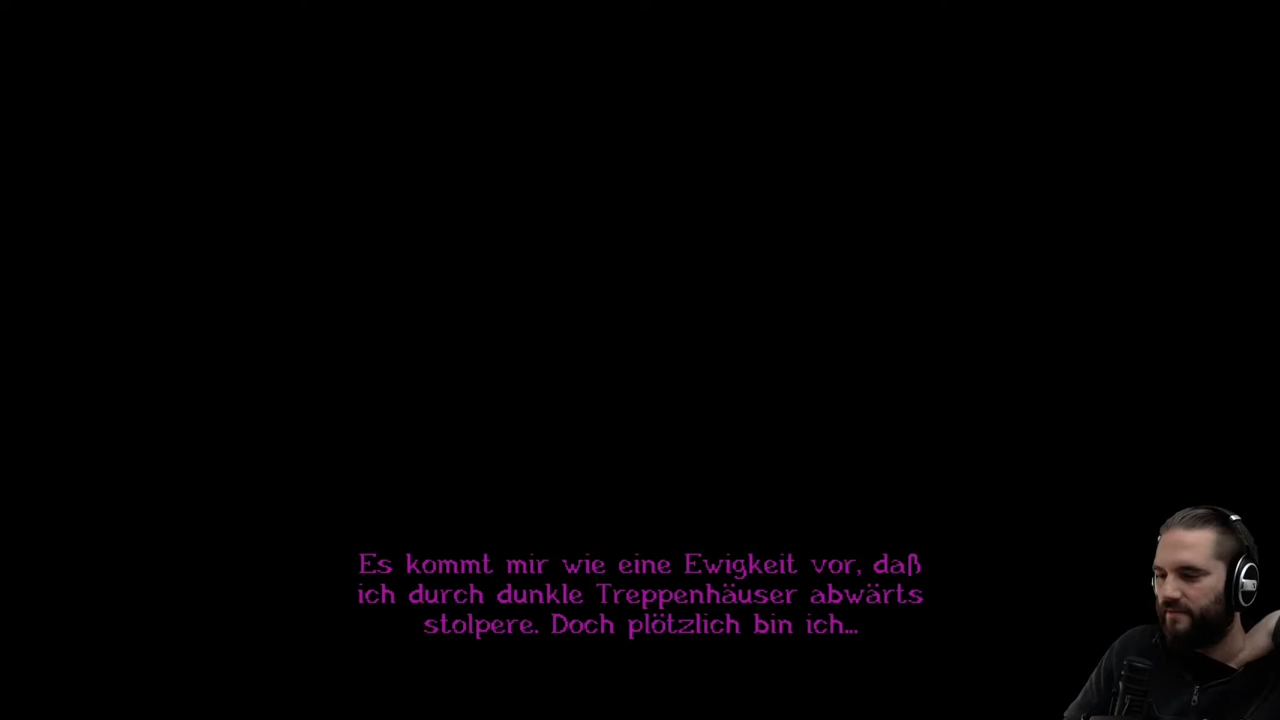 Es kommt mir wie eine Ewigkeit vor, daß
ich durch dunkle Treppenhäuser abwärts
stolpere. Doch plötzlich bin ich...